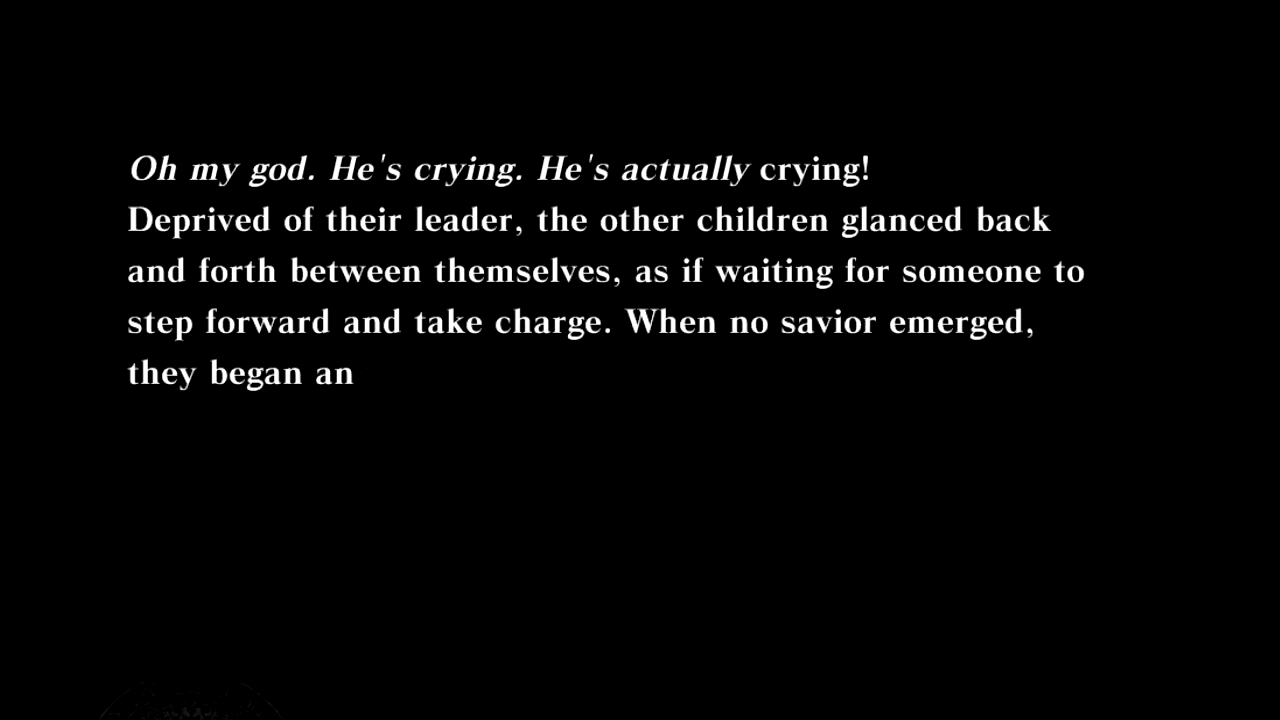 Oh my god. He's crying. He's actually crying!
Deprived of their leader, the other children glanced back
and forth between themselves, as if waiting for someone to
step forward and take charge. When no savior emerged,
they began an